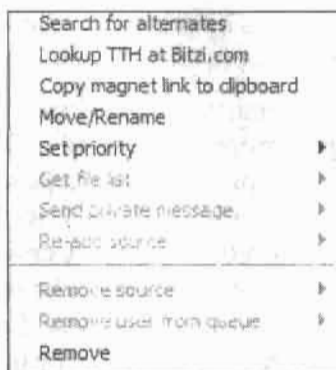 Search for alternates
Lookup TTH at Bitzi.com
Copy magnet link to clipboard
Move/Rename
Set priority
Get file list
Send private message
Re-add source
Remove source
Remove user from queue
Remove